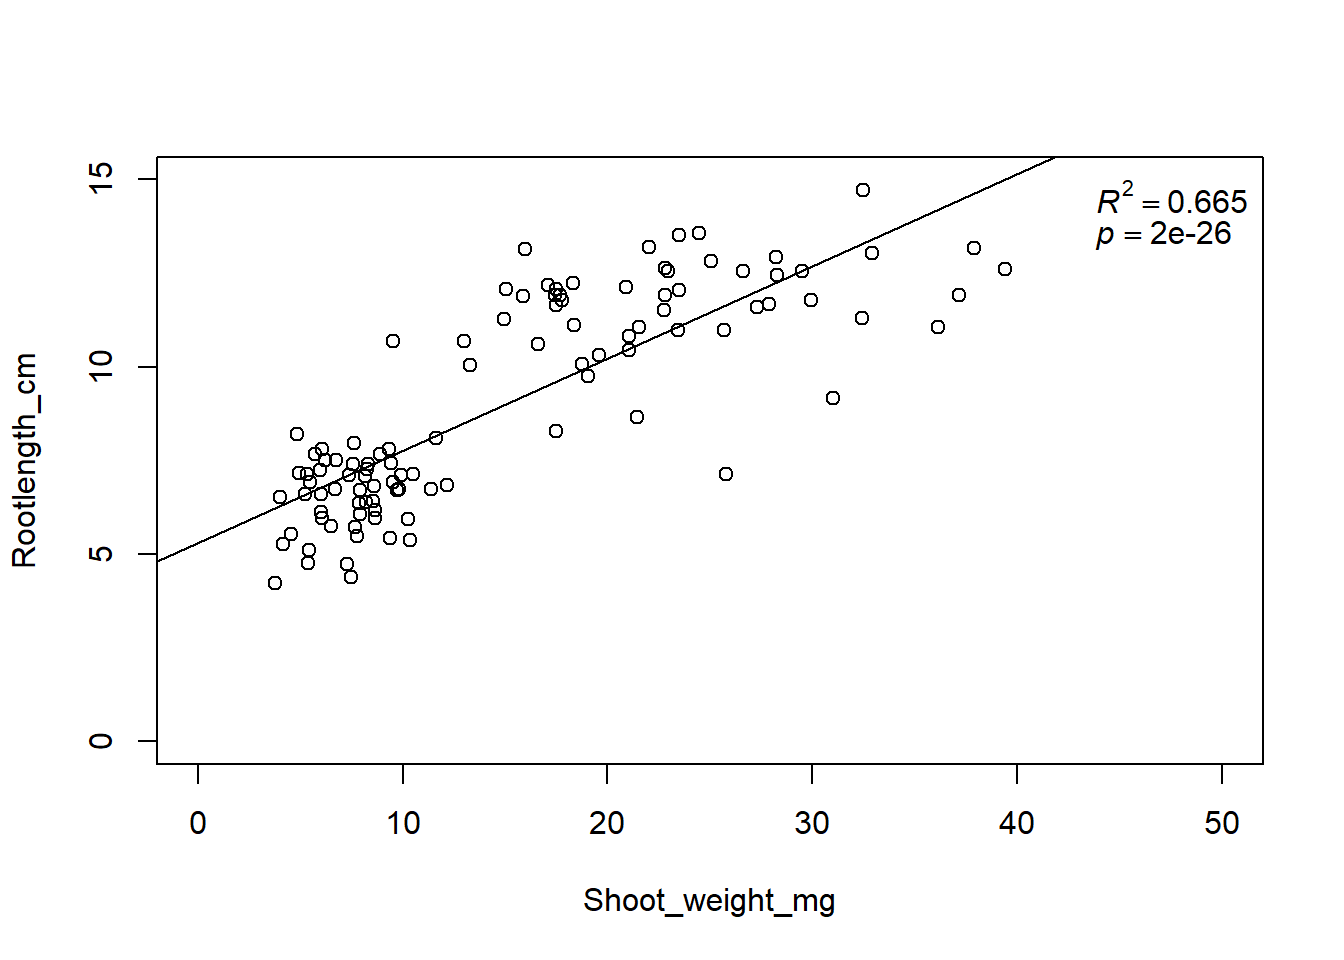 R² = 0.665
p = 2e-26
15
10
5
0
Rootlength_cm
0 10 20 30 40 50
Shoot_weight_mg